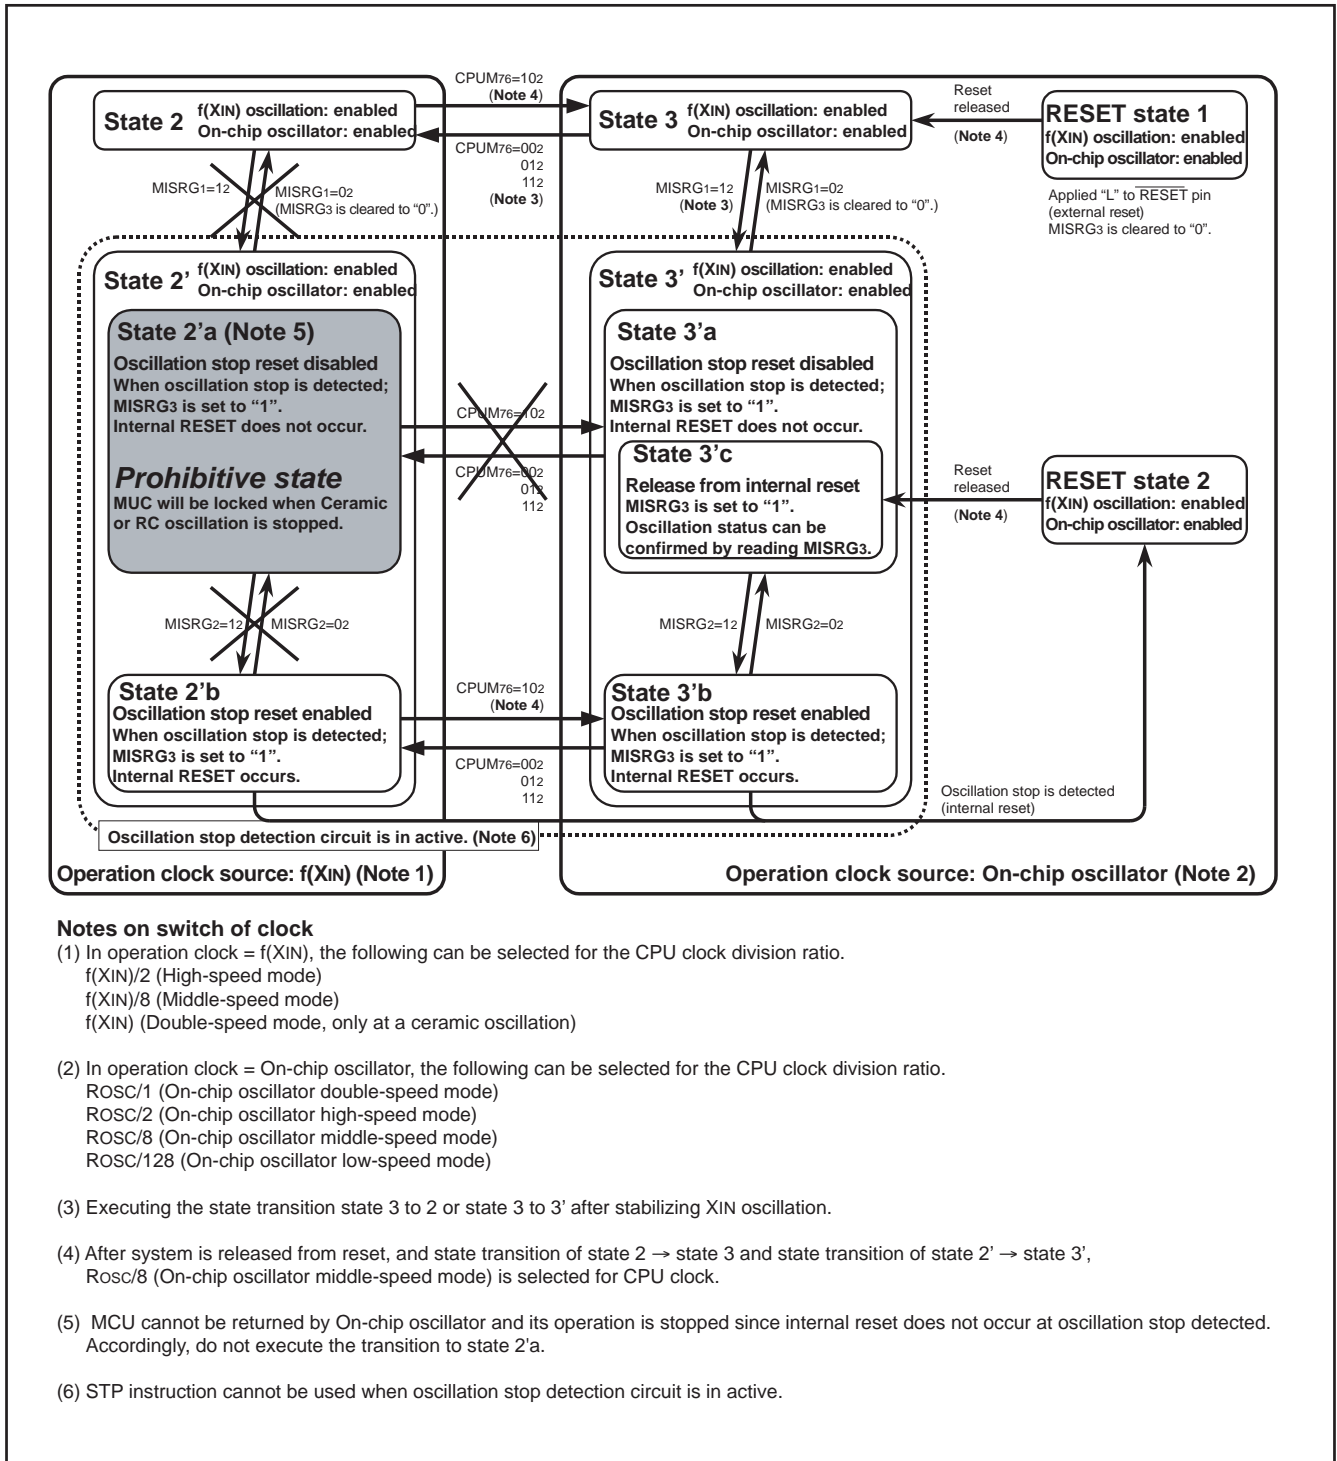 CPUM76=102
(Note 4)
State 2
f(XIN) oscillation: enabled
On-chip oscillator: enabled
State 3
f(XIN) oscillation: enabled
On-chip oscillator: enabled
Reset
released
(Note 4)
RESET state 1
f(XIN) oscillation: enabled
On-chip oscillator: enabled
CPUM76=002
012
112
(Note 3)
MISRG1=12
MISRG1=02
(MISRG3 is cleared to “0”.)
MISRG1=12
(Note 3)
MISRG1=02
(MISRG3 is cleared to “0”.)
Applied “L” to RESET pin
(external reset)
MISRG3 is cleared to “0”.
State 2'
f(XIN) oscillation: enabled
On-chip oscillator: enabled
State 3'
f(XIN) oscillation: enabled
On-chip oscillator: enabled
State 2’a (Note 5)
Oscillation stop reset disabled
When oscillation stop is detected;
MISRG3 is set to “1”.
Internal RESET does not occur.
Prohibitive state
MUC will be locked when Ceramic
or RC oscillation is stopped.
CPUM76=102
CPUM76=002
012
112
State 3’a
Oscillation stop reset disabled
When oscillation stop is detected;
MISRG3 is set to “1”.
Internal RESET does not occur.
State 3’c
Release from internal reset
MISRG3 is set to “1”.
Oscillation status can be
confirmed by reading MISRG3.
Reset
released
(Note 4)
RESET state 2
f(XIN) oscillation: enabled
On-chip oscillator: enabled
MISRG2=12
MISRG2=02
MISRG2=12
MISRG2=02
State 2’b
Oscillation stop reset enabled
When oscillation stop is detected;
MISRG3 is set to “1”.
Internal RESET occurs.
CPUM76=102
(Note 4)
CPUM76=002
012
112
State 3’b
Oscillation stop reset enabled
When oscillation stop is detected;
MISRG3 is set to “1”.
Internal RESET occurs.
Oscillation stop is detected
(internal reset)
Oscillation stop detection circuit is in active. (Note 6)
Operation clock source: f(XIN) (Note 1)
Operation clock source: On-chip oscillator (Note 2)
Notes on switch of clock
(1) In operation clock = f(XIN), the following can be selected for the CPU clock division ratio.
f(XIN)/2 (High-speed mode)
f(XIN)/8 (Middle-speed mode)
f(XIN) (Double-speed mode, only at a ceramic oscillation)
(2) In operation clock = On-chip oscillator, the following can be selected for the CPU clock division ratio.
ROSC/1 (On-chip oscillator double-speed mode)
ROSC/2 (On-chip oscillator high-speed mode)
ROSC/8 (On-chip oscillator middle-speed mode)
ROSC/128 (On-chip oscillator low-speed mode)
(3) Executing the state transition state 3 to 2 or state 3 to 3’ after stabilizing XIN oscillation.
(4) After system is released from reset, and state transition of state 2 → state 3 and state transition of state 2’ → state 3’,
ROSC/8 (On-chip oscillator middle-speed mode) is selected for CPU clock.
(5) MCU cannot be returned by On-chip oscillator and its operation is stopped since internal reset does not occur at oscillation stop detected.
Accordingly, do not execute the transition to state 2’a.
(6) STP instruction cannot be used when oscillation stop detection circuit is in active.